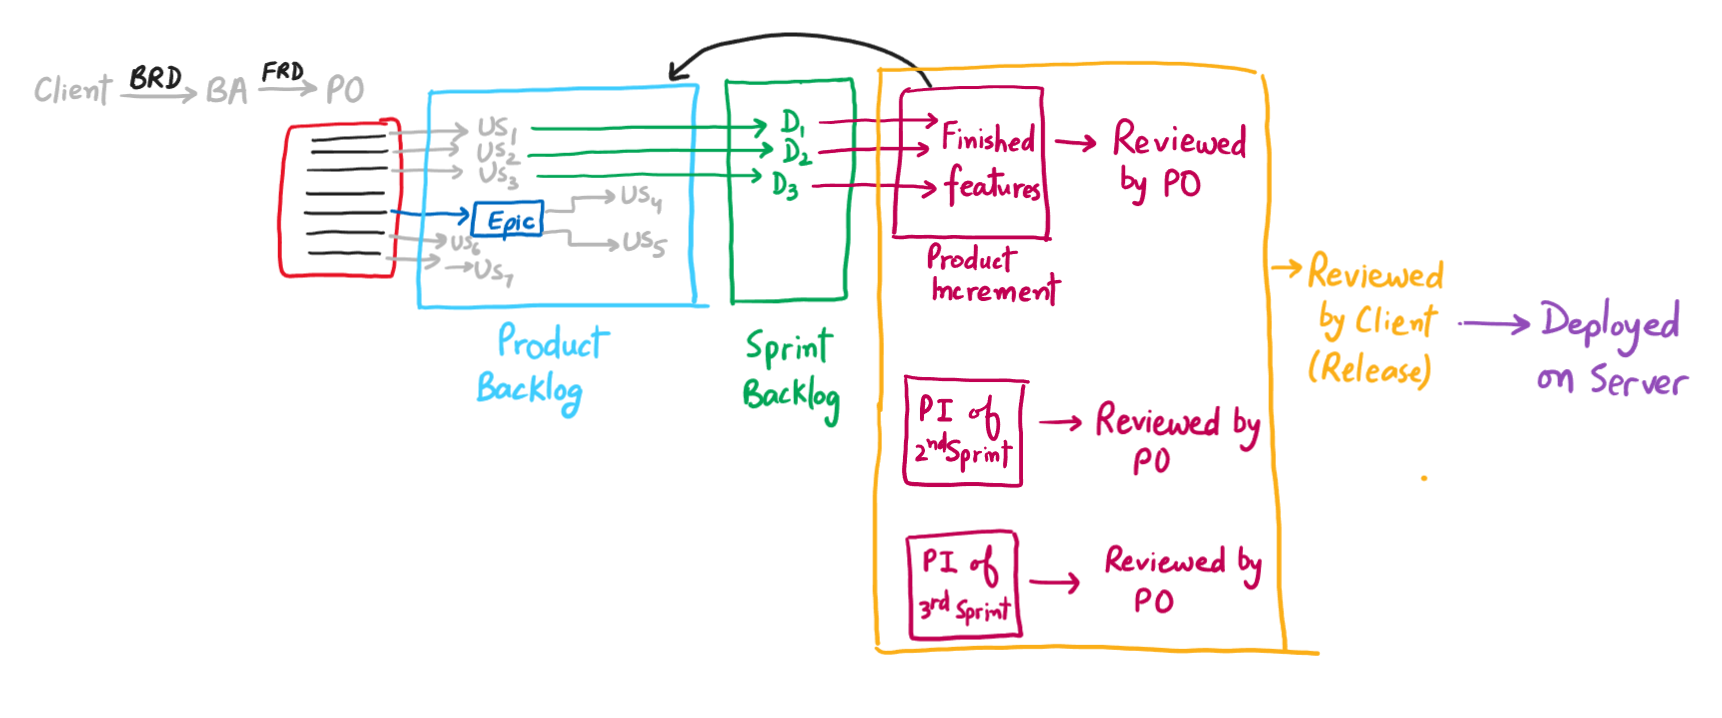 Client BRD BA FRD PO
US1
US2
US3
Epic
US4
US5
US6
US7
Product
Backlog
D1
D2
D3
Sprint
Backlog
Finished
features
Product
Increment
Reviewed
by PO
PI of
2nd Sprint
Reviewed by
PO
PI of
3rd Sprint
Reviewed by
PO
Reviewed
by Client
(Release)
Deployed
on Server